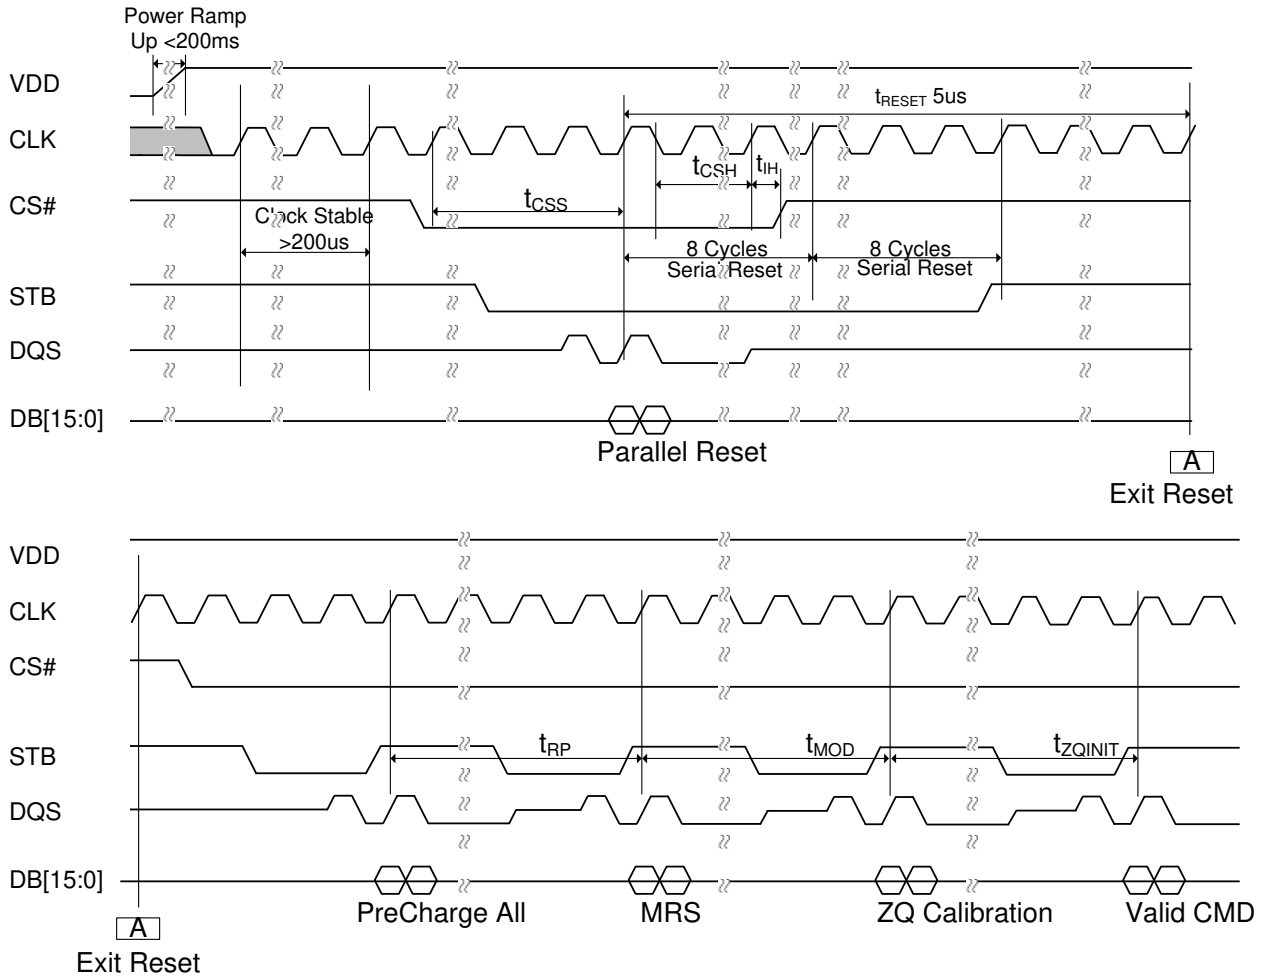 Power Ramp
Up <200ms
VDD
tRESET 5us
CLK
tCSH
tIH
CS#
tCSS
Clock Stable
>200us
8 Cycles
Serial Reset
8 Cycles
Serial Reset
STB
DQS
DB[15:0]
Parallel Reset
A
Exit Reset
VDD
CLK
CS#
STB
tRP
tMOD
tZQINIT
DQS
DB[15:0]
PreCharge All
MRS
ZQ Calibration
Valid CMD
A
Exit Reset